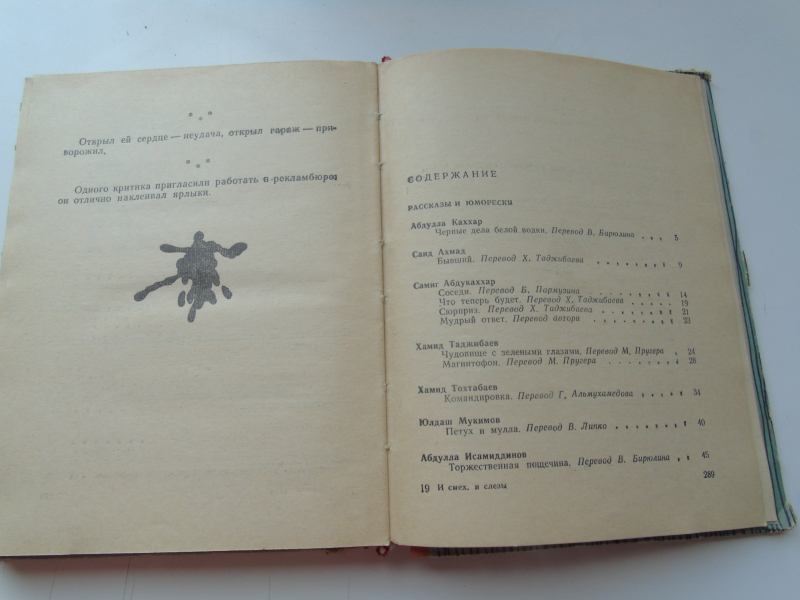 Открыл ей сердце — неудача, открыл гараж — при-
ворожил.
Одного критика пригласили работать в рекламбюро:
он отлично наклеивал ярлыки.
СОДЕРЖАНИЕ
РАССКАЗЫ И ЮМОРЕСКИ
Абдулла Каххар
Черные дела белой водки. Перевод В. Бирюлина . . . 5
Саид Ахмад
Бывший. Перевод Х. Таджибаева . . . . . . 9
Самиг Абдукаххар
Соседи. Перевод Б. Пармузина . . . . . . . . 14
Что теперь будет. Перевод Х. Таджибаева . . . . . 19
Сюрприз. Перевод Х. Таджибаева . . . . . . . 21
Мудрый ответ. Перевод автора . . . . . . . . 23
Хамид Таджибаев
Чудовище с зелеными глазами. Перевод М. Пругера . 24
Магнитофон. Перевод М. Пругера . . . . . . . 28
Хамид Тохтабаев
Командировка. Перевод Г. Альмухамедова . . . . 34
Юлдаш Мукимов
Петух и мулла. Перевод В. Липко . . . . . . . 40
Абдулла Исамиддинов
Торжественная пощечина. Перевод В. Бирюлина . . 45
19 И смех, и слезы 289